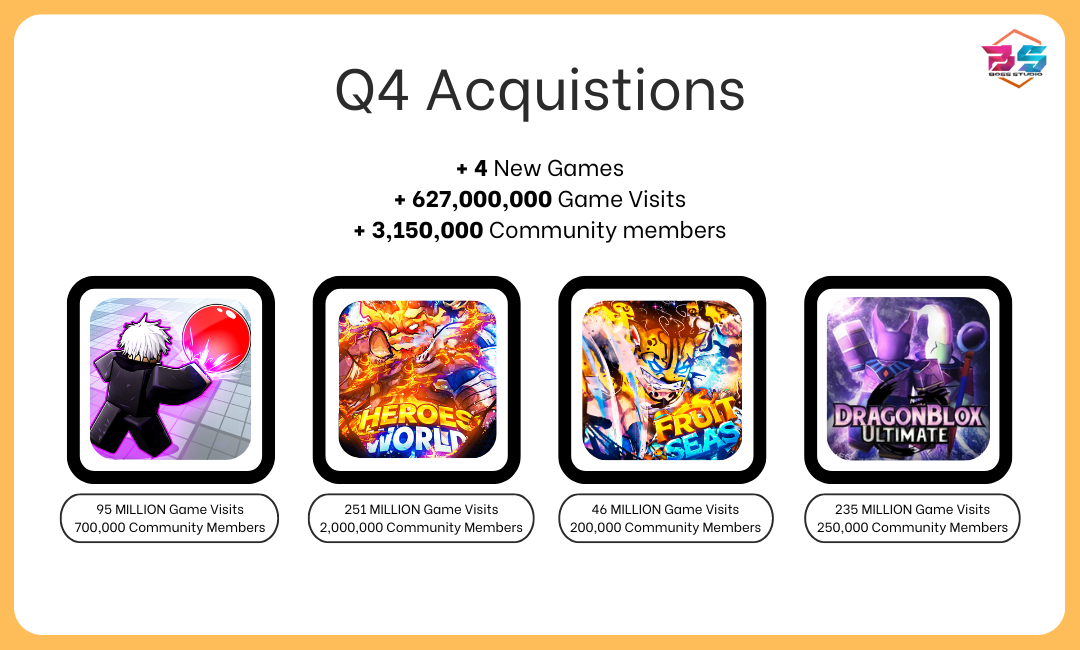 BS
BOSS STUDIO
Q4 Acquistions
+ 4 New Games
+ 627,000,000 Game Visits
+ 3,150,000 Community members
HEROES
WORLD
FRUIT
SEAS
DRAGONBLOX
ULTIMATE
95 MILLION Game Visits
700,000 Community Members
251 MILLION Game Visits
2,000,000 Community Members
46 MILLION Game Visits
200,000 Community Members
235 MILLION Game Visits
250,000 Community Members